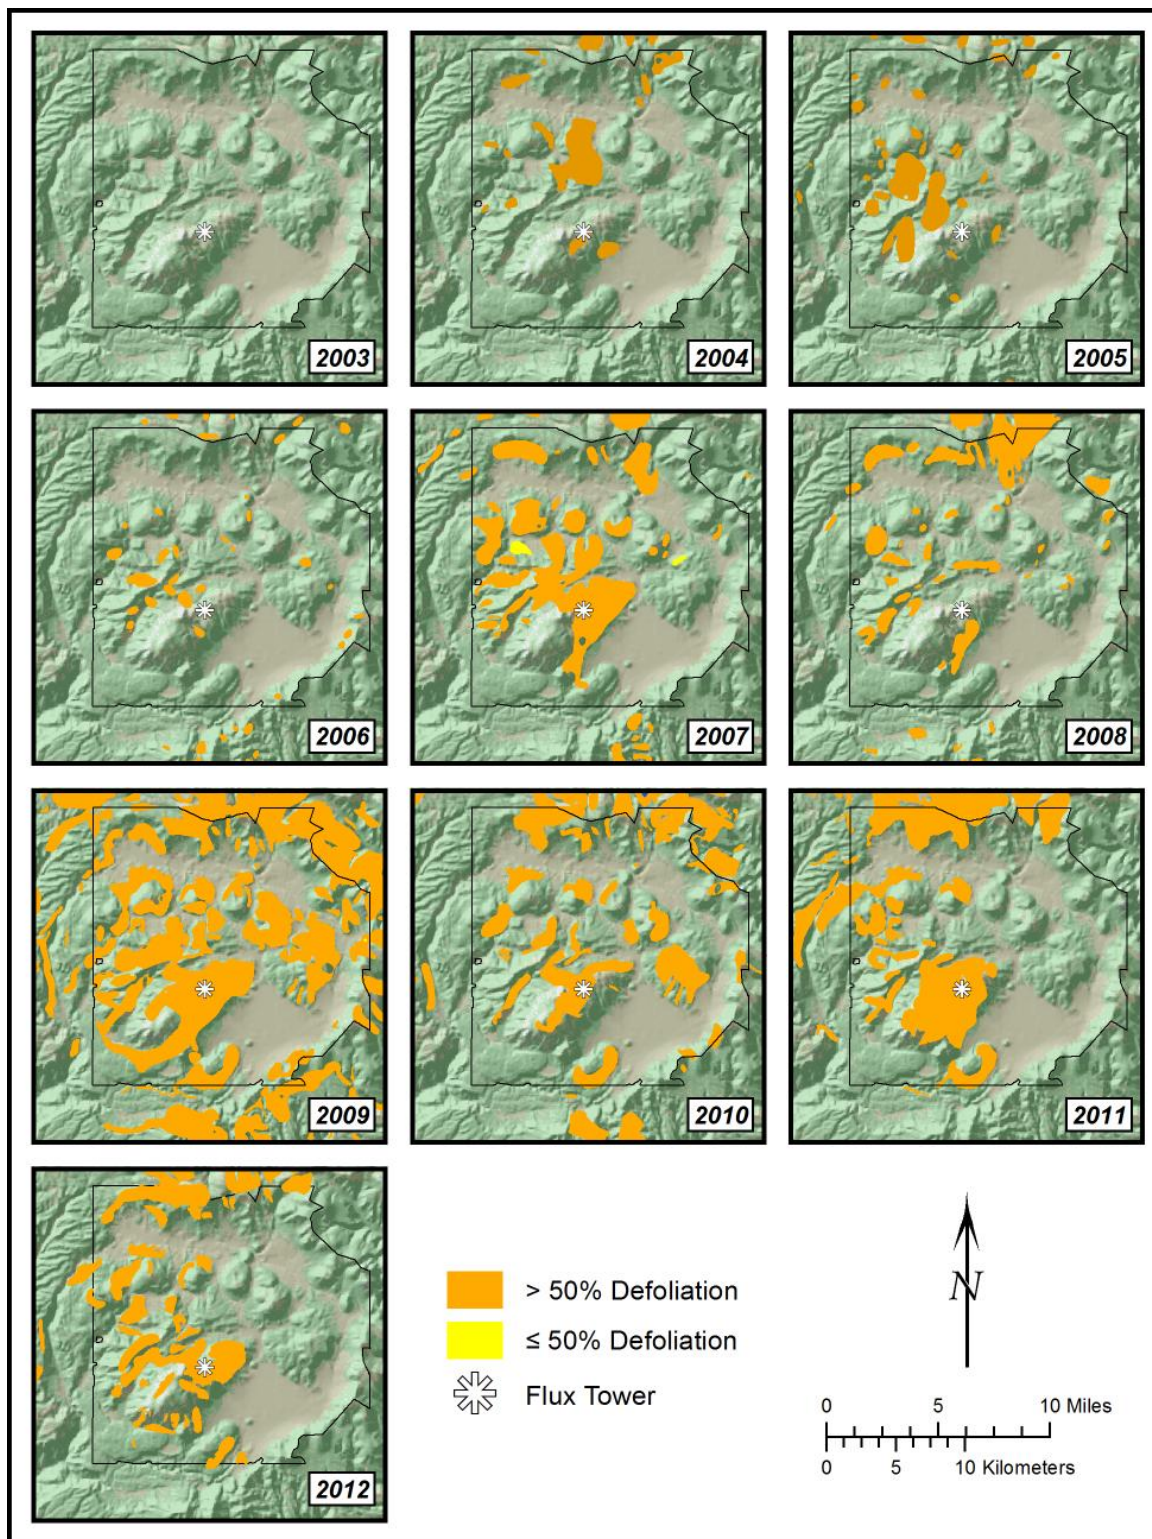 2003
2004
2005
2006
2007
2008
2009
2010
2011
2012
> 50% Defoliation
≤ 50% Defoliation
Flux Tower
N
0 5 10 Miles
0 5 10 Kilometers